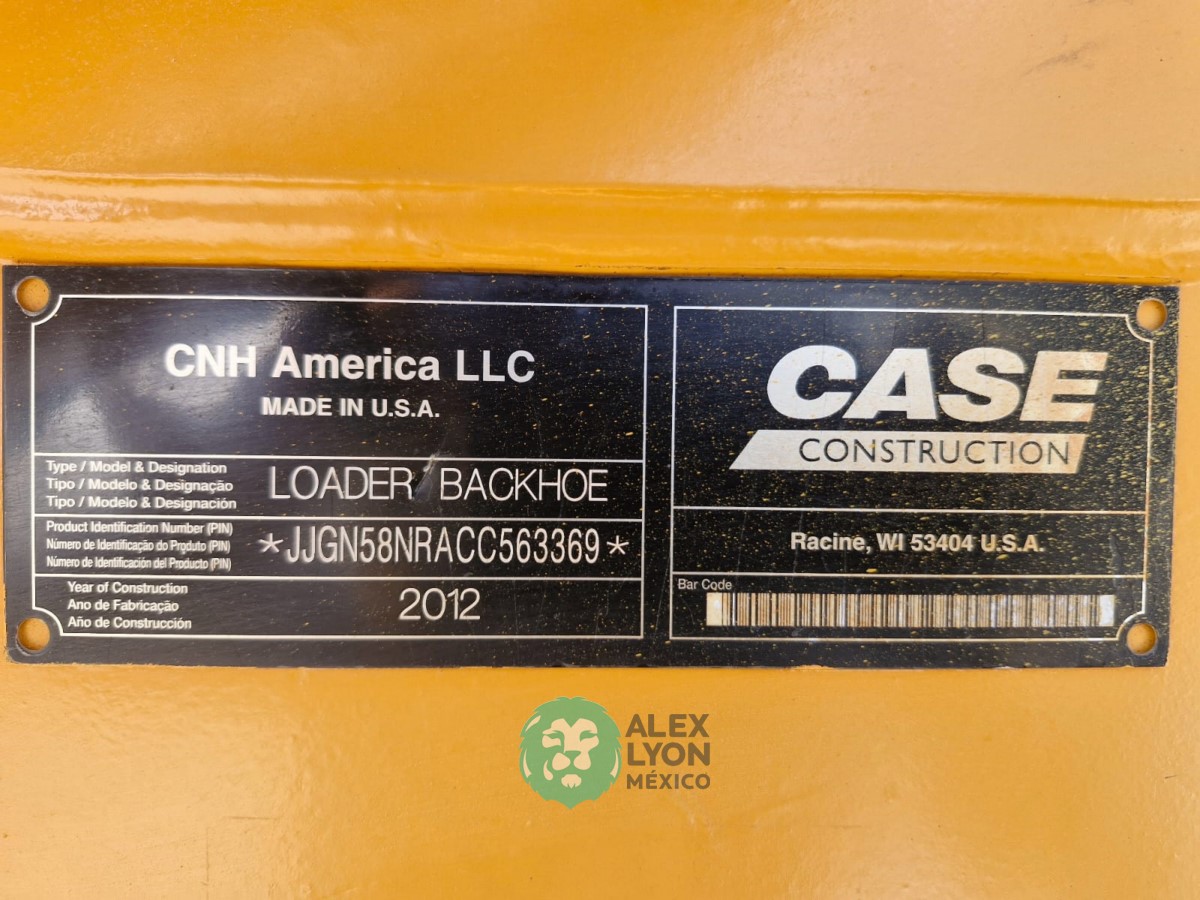 CNH America LLC
MADE IN U.S.A.
Type / Model & Designation
Tipo / Modelo & Designação
Tipo / Modelo & Designación
LOADER/BACKHOE
Product Identification Number (PIN)
Número de Identificação do Produto (PIN)
Número de Identificación del Producto (PIN)
*JJGN58NRACC563369*
Year of Construction
Ano de Fabricação
Año de Construcción
2012
CASE
CONSTRUCTION
Racine, WI 53404 U.S.A.
Bar Code
ALEX
LYON
MÉXICO